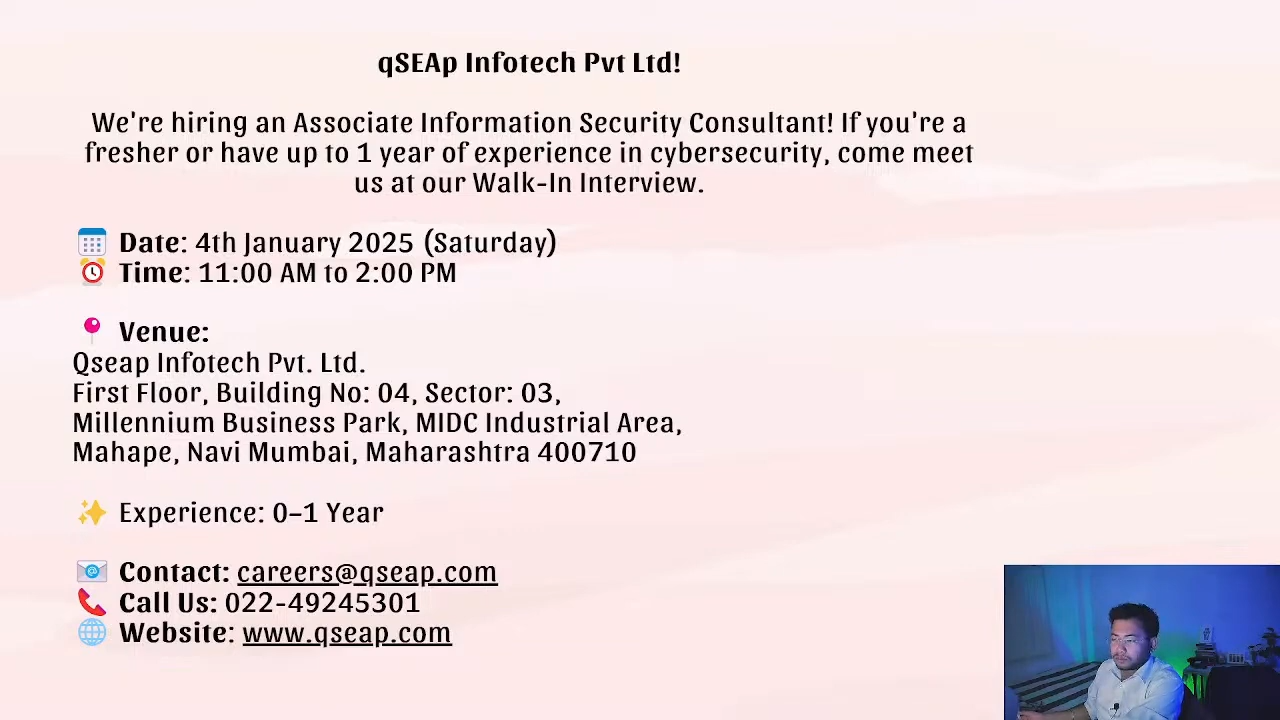 qSEAp Infotech Pvt Ltd!
We're hiring an Associate Information Security Consultant! If you're a
fresher or have up to 1 year of experience in cybersecurity, come meet
us at our Walk-In Interview.
Date: 4th January 2025 (Saturday)
Time: 11:00 AM to 2:00 PM
Venue:
Qseap Infotech Pvt. Ltd.
First Floor, Building No: 04, Sector: 03,
Millennium Business Park, MIDC Industrial Area,
Mahape, Navi Mumbai, Maharashtra 400710
Experience: 0–1 Year
Contact: careers@qseap.com
Call Us: 022-49245301
Website: www.qseap.com